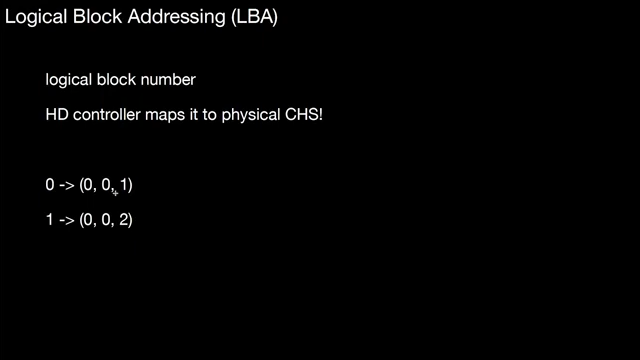 Logical Block Addressing (LBA)
logical block number
HD controller maps it to physical CHS!
0 -> (0, 0, 1)
1 -> (0, 0, 2)